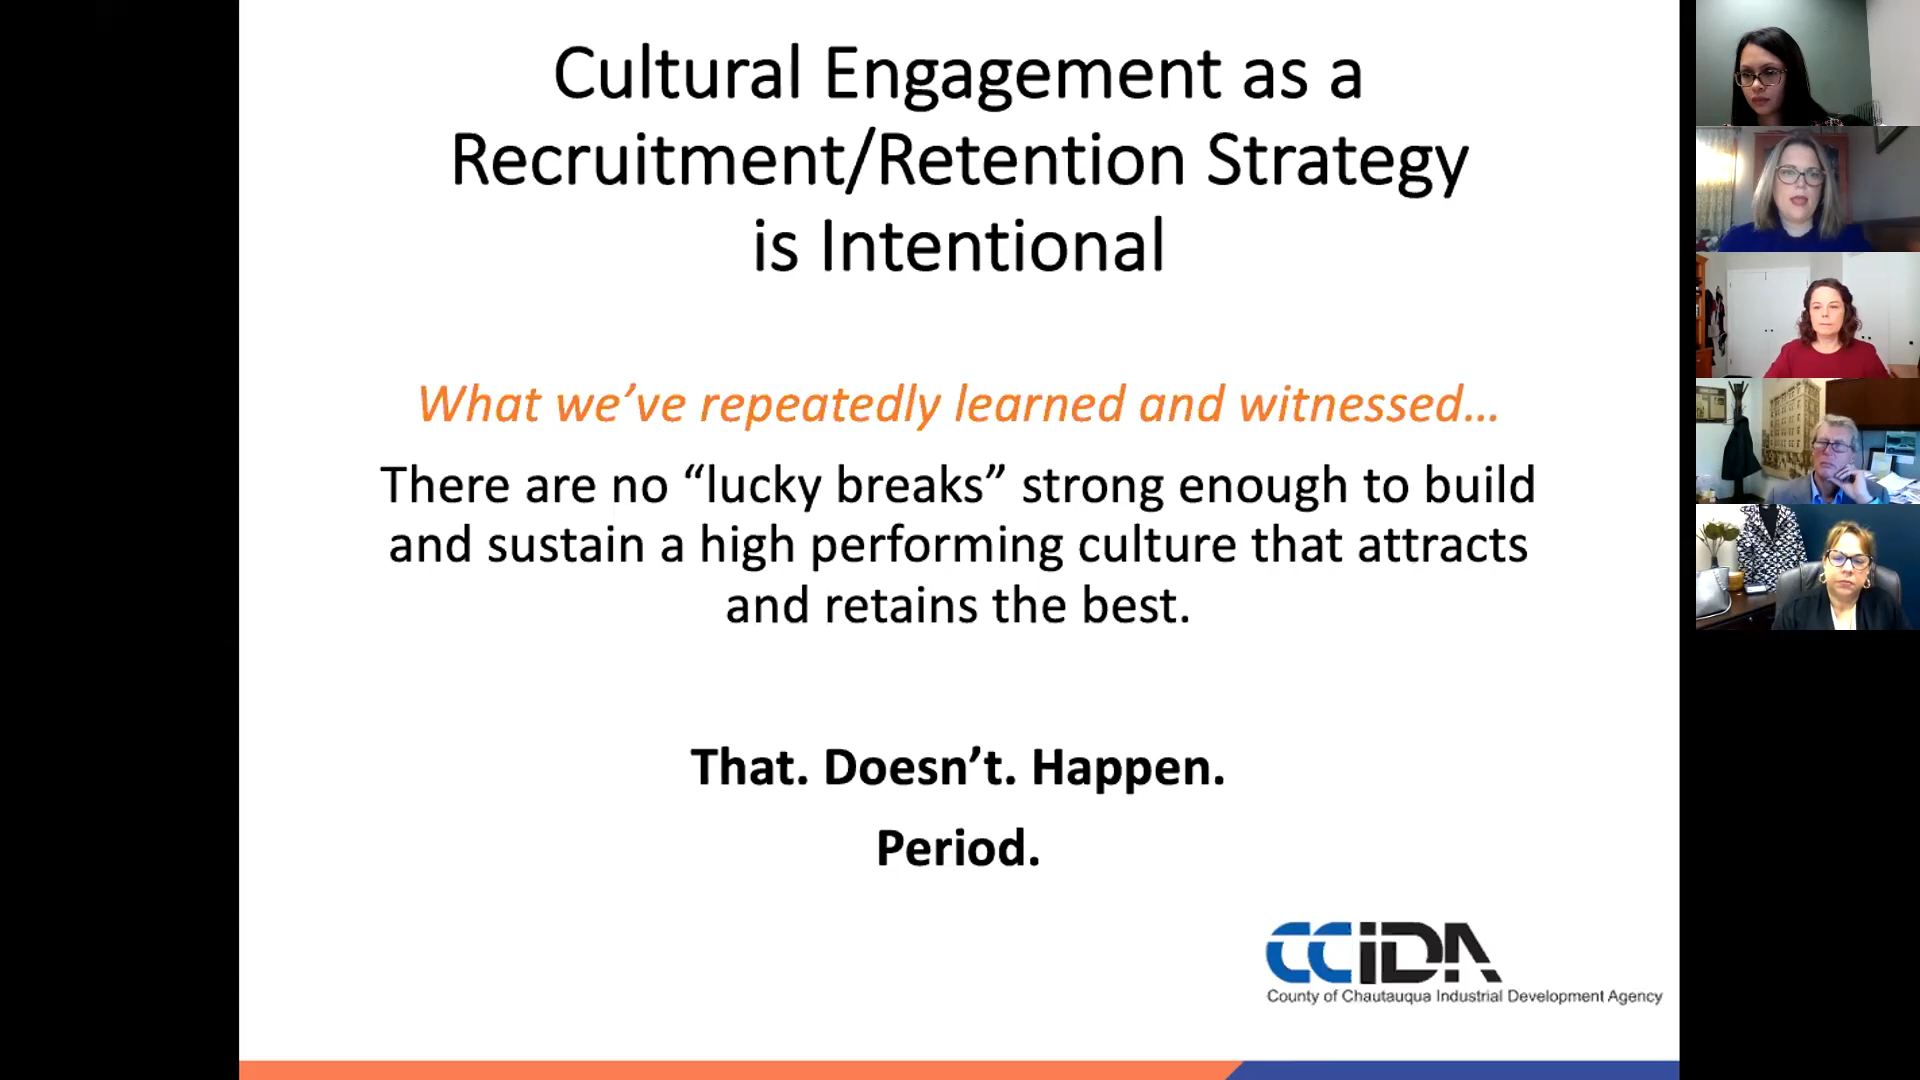 Cultural Engagement as a
Recruitment/Retention Strategy
is Intentional
What we’ve repeatedly learned and witnessed…
There are no “lucky breaks” strong enough to build
and sustain a high performing culture that attracts
and retains the best.
That. Doesn’t. Happen.
Period.
CCIDA
County of Chautauqua Industrial Development Agency